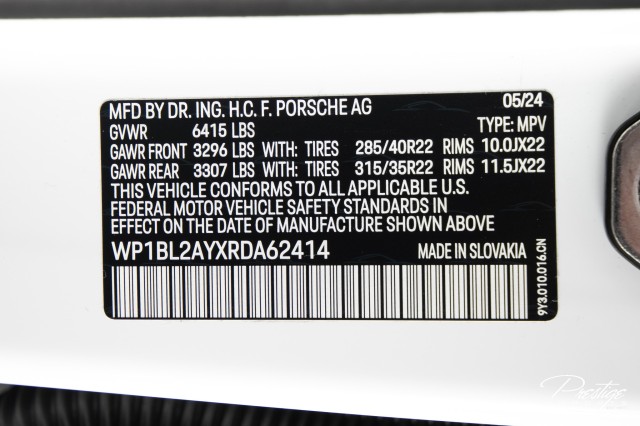 MFD BY DR. ING. H.C. F. PORSCHE AG 05/24
GVWR 6415 LBS TYPE: MPV
GAWR FRONT 3296 LBS WITH: TIRES 285/40R22 RIMS 10.0JX22
GAWR REAR 3307 LBS WITH: TIRES 315/35R22 RIMS 11.5JX22
THIS VEHICLE CONFORMS TO ALL APPLICABLE U.S.
FEDERAL MOTOR VEHICLE SAFETY STANDARDS IN
EFFECT ON THE DATE OF MANUFACTURE SHOWN ABOVE
WP1BL2AYXRDA62414 MADE IN SLOVAKIA
9Y3.010.016.CN
Prestige